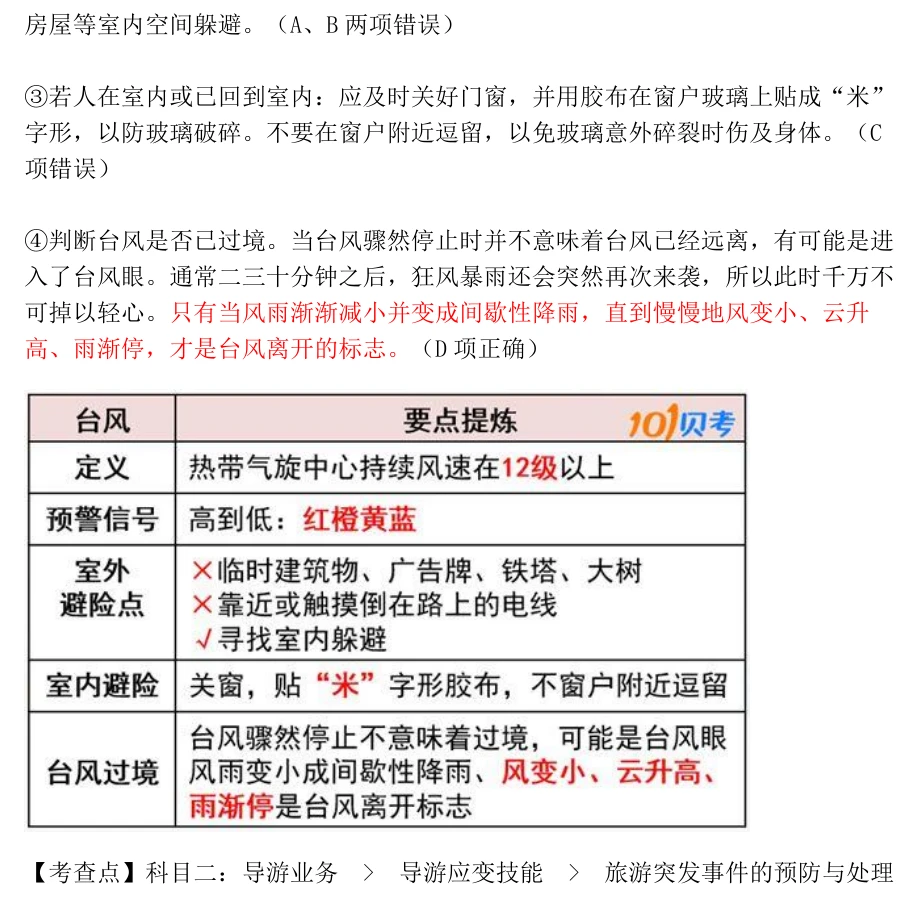 房屋等室内空间躲避。（A、B 两项错误）
③若人在室内或已回到室内：应及时关好门窗，并用胶布在窗户玻璃上贴成“米”
字形，以防玻璃破碎。不要在窗户附近逗留，以免玻璃意外碎裂时伤及身体。（C
项错误）
④判断台风是否已过境。当台风骤然停止时并不意味着台风已经远离，有可能是进
入了台风眼。通常二三十分钟之后，狂风暴雨还会突然再次来袭，所以此时千万不
可掉以轻心。只有当风雨渐渐减小并变成间歇性降雨，直到慢慢地风变小、云升
高、雨渐停，才是台风离开的标志。（D 项正确）
台风 要点提炼 101贝考
定义 热带气旋中心持续风速在12级以上
预警信号 高到低：红橙黄蓝
室外
避险点
×临时建筑物、广告牌、铁塔、大树
×靠近或触摸倒在路上的电线
√寻找室内躲避
室内避险 关窗，贴“米”字形胶布，不窗户附近逗留
台风过境
台风骤然停止不意味着过境，可能是台风眼
风雨变小成间歇性降雨、风变小、云升高、
雨渐停是台风离开标志
【考查点】科目二：导游业务 > 导游应变技能 > 旅游突发事件的预防与处理